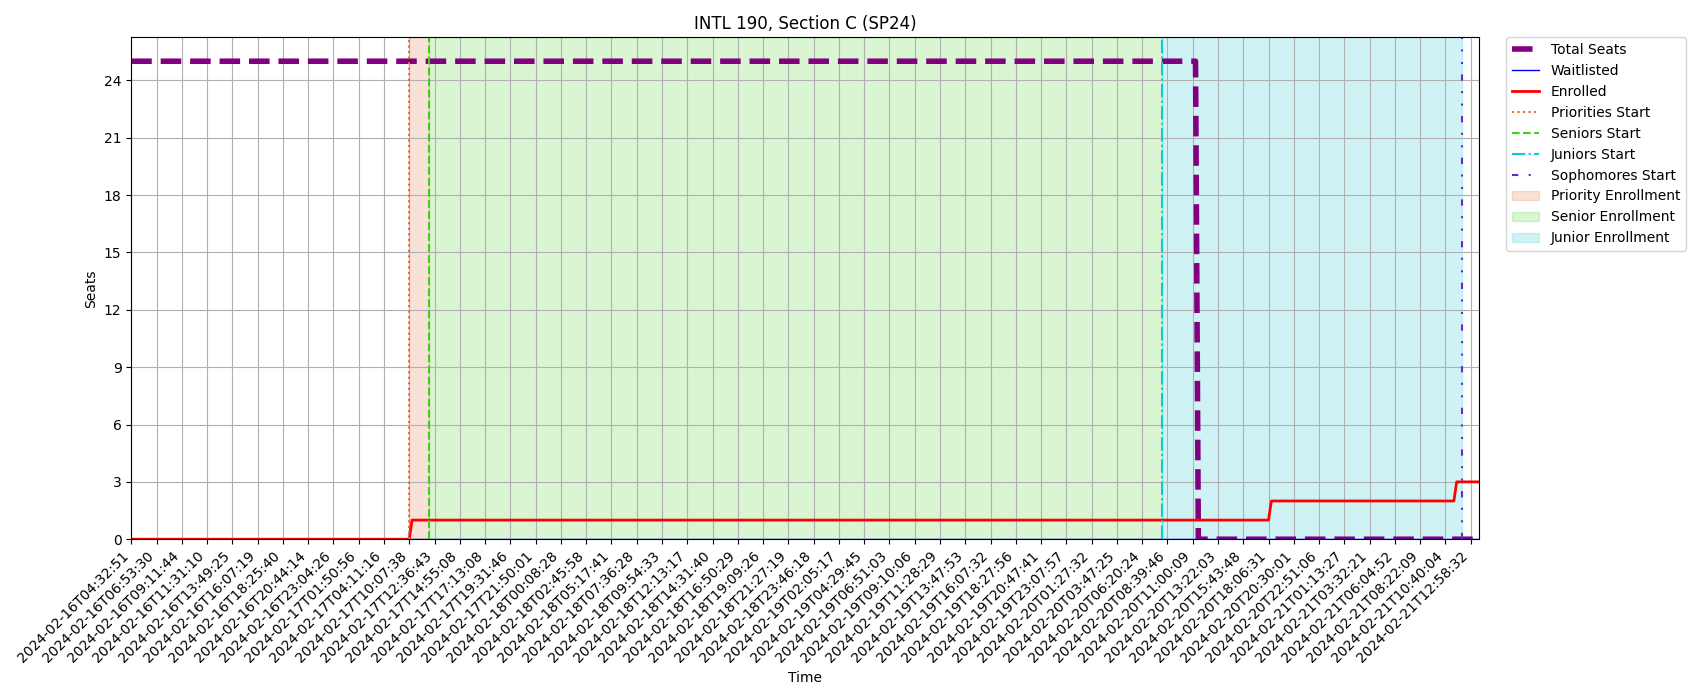 INTL 190, Section C (SP24)
Total Seats
Waitlisted
Enrolled
Priorities Start
Seniors Start
Juniors Start
Sophomores Start
Priority Enrollment
Senior Enrollment
Junior Enrollment
Seats
24
21
18
15
12
9
6
3
0
2024-02-16T04:32:51
2024-02-16T06:53:30
2024-02-16T09:11:44
2024-02-16T11:31:10
2024-02-16T13:49:25
2024-02-16T16:07:19
2024-02-16T18:25:40
2024-02-16T20:44:14
2024-02-16T23:04:26
2024-02-17T01:50:56
2024-02-17T04:11:16
2024-02-17T10:07:38
2024-02-17T12:36:43
2024-02-17T14:55:08
2024-02-17T17:13:08
2024-02-17T19:31:46
2024-02-17T21:50:01
2024-02-18T00:08:28
2024-02-18T02:45:58
2024-02-18T05:17:41
2024-02-18T07:36:28
2024-02-18T09:54:33
2024-02-18T12:13:17
2024-02-18T14:31:40
2024-02-18T16:50:29
2024-02-18T19:09:26
2024-02-18T21:27:19
2024-02-18T23:46:18
2024-02-19T02:05:17
2024-02-19T04:29:45
2024-02-19T06:51:03
2024-02-19T09:10:06
2024-02-19T11:28:29
2024-02-19T13:47:53
2024-02-19T16:07:32
2024-02-19T18:27:56
2024-02-19T20:47:41
2024-02-19T23:07:57
2024-02-20T01:27:32
2024-02-20T03:47:25
2024-02-20T06:20:24
2024-02-20T08:39:46
2024-02-20T11:00:09
2024-02-20T13:22:03
2024-02-20T15:43:48
2024-02-20T18:06:31
2024-02-20T20:30:01
2024-02-20T22:51:06
2024-02-21T01:13:27
2024-02-21T03:32:21
2024-02-21T06:04:52
2024-02-21T08:22:09
2024-02-21T10:40:04
2024-02-21T12:58:32
Time